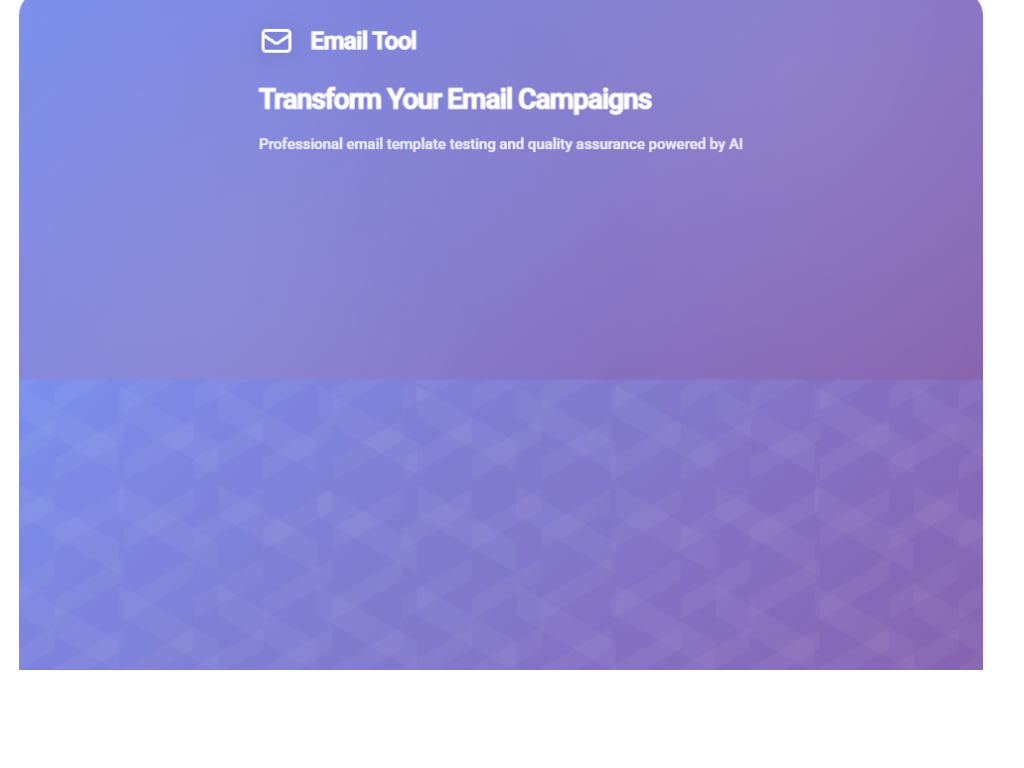 Email Tool
Transform Your Email Campaigns
Professional email template testing and quality assurance powered by AI